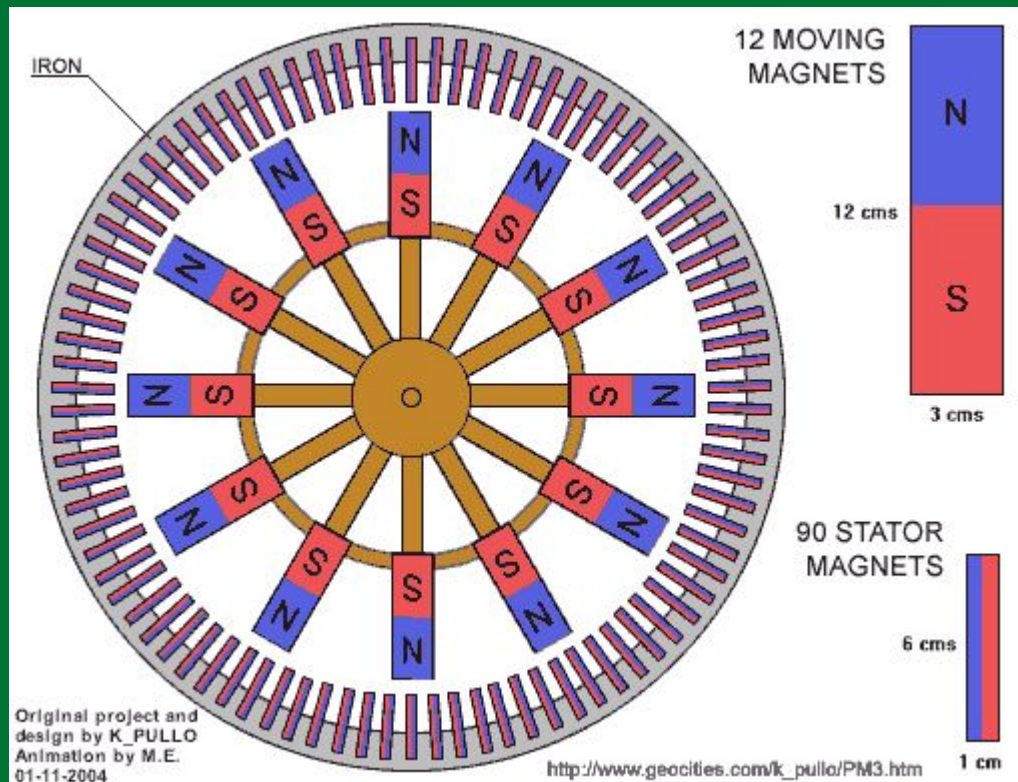 IRON
12 MOVING
MAGNETS
N
12 cms
S
3 cms
N
S
N
S
N
S
N
S
N
S
N
S
N
S
N
S
N
S
N
S
N
S
S
N
90 STATOR
MAGNETS
6 cms
1 cm
Original project and
design by K_PULLO
Animation by M.E.
01-11-2004
http://www.geocities.com/k_pullo/PM3.htm